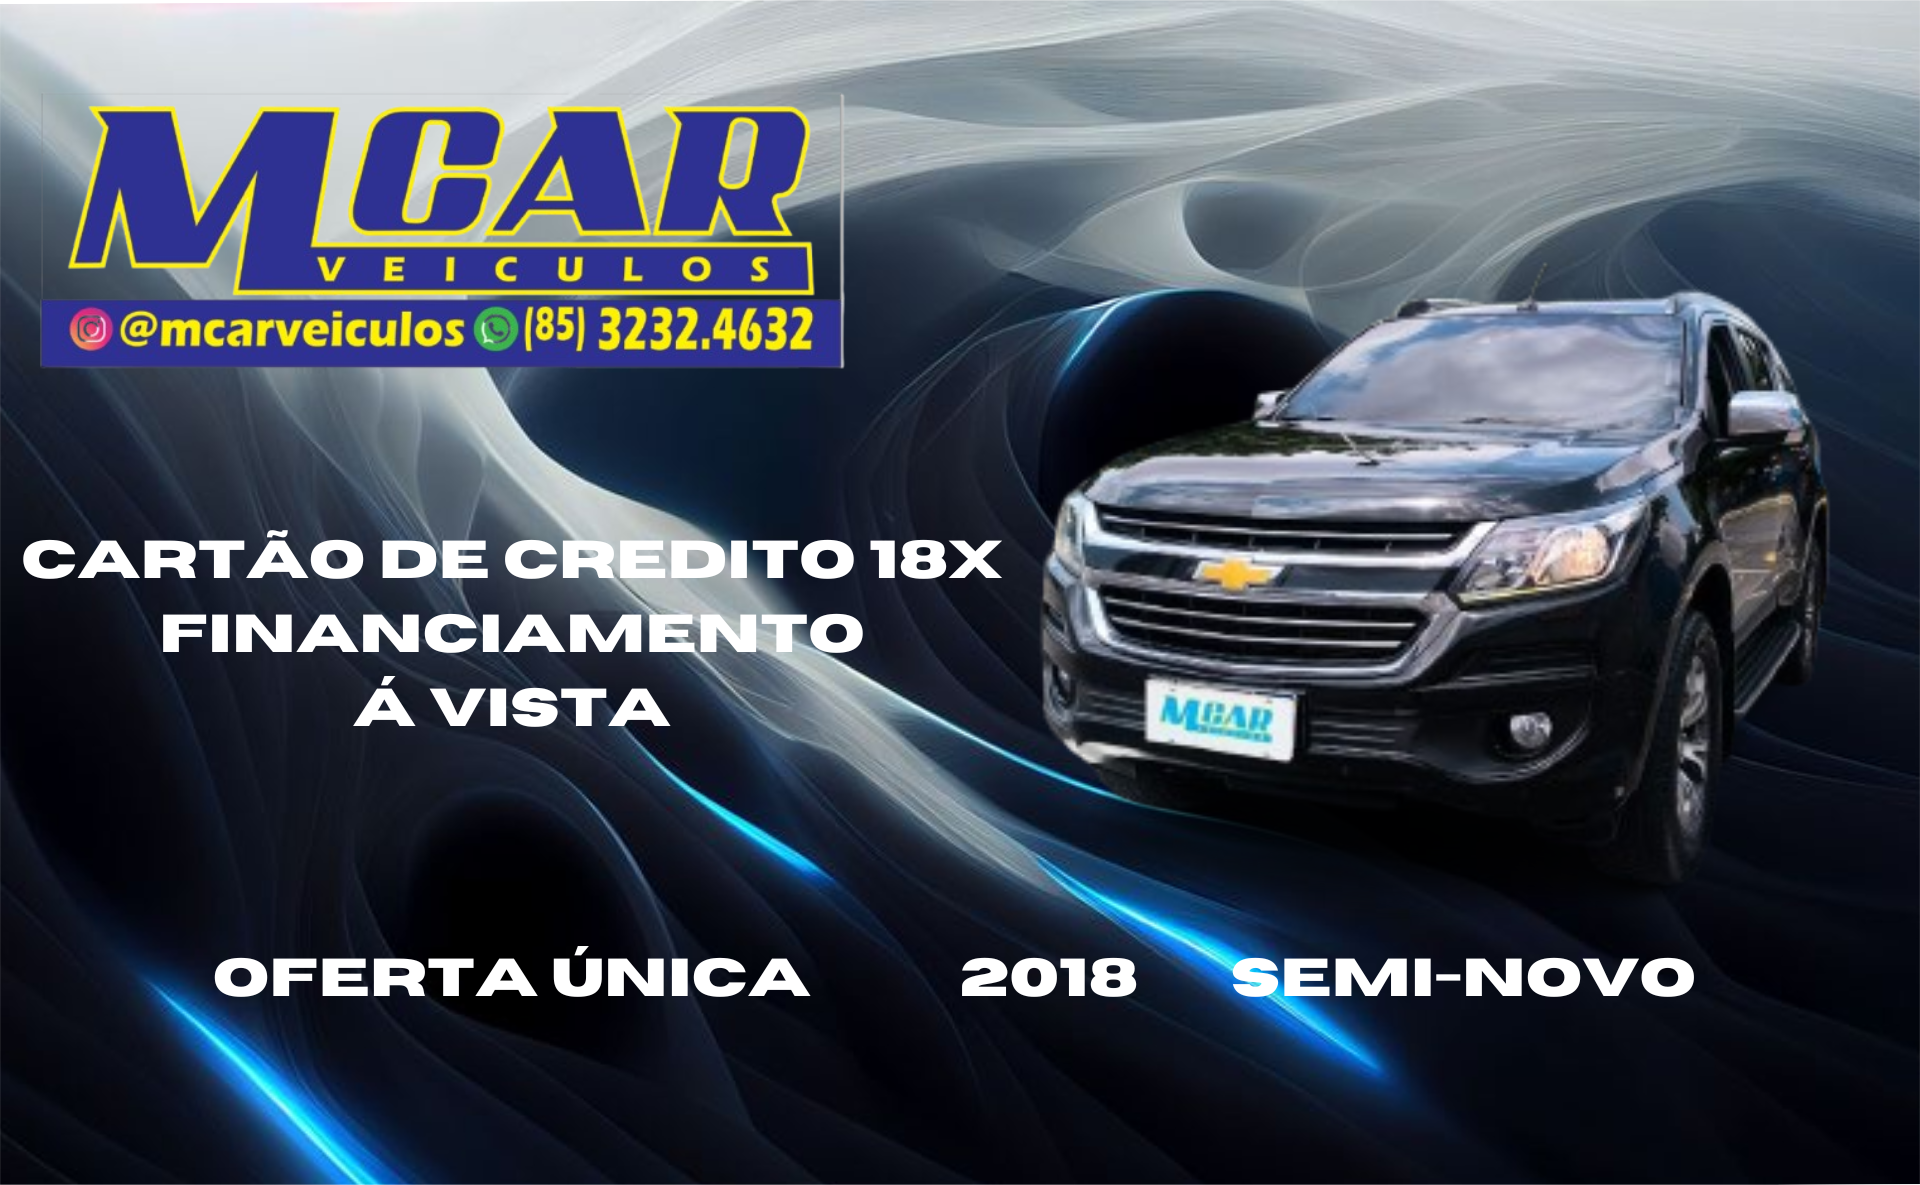 MCAR
VEICULOS
@mcarveiculos (85) 3232.4632
CARTÃO DE CREDITO 18X
FINANCIAMENTO
Á VISTA
MCAR
OFERTA ÚNICA 2018 SEMI-NOVO